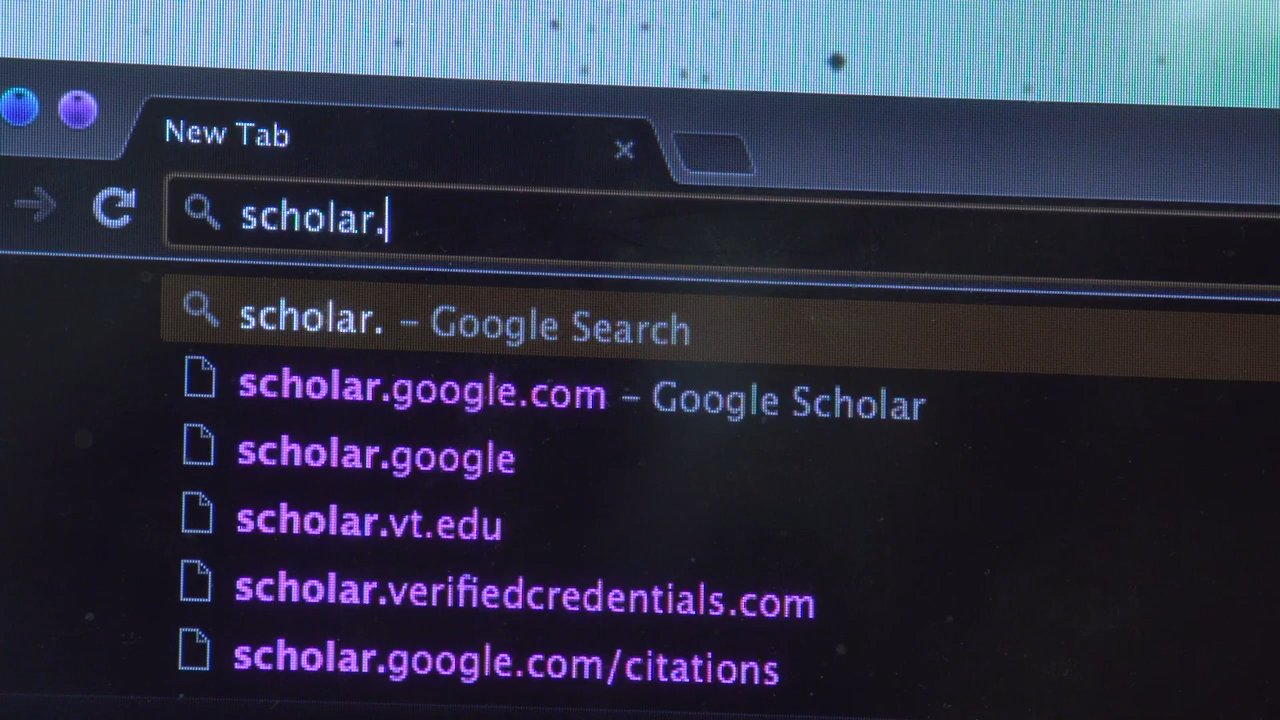 New Tab
scholar.
scholar. – Google Search
scholar.google.com – Google Scholar
scholar.google
scholar.vt.edu
scholar.verifiedcredentials.com
scholar.google.com/citations